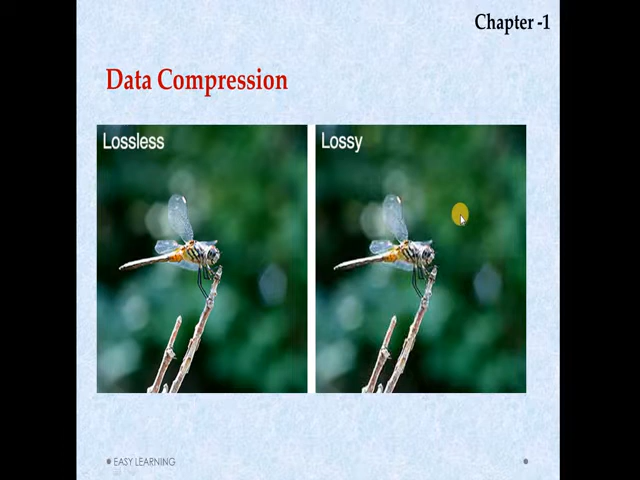 Chapter -1
Data Compression
Lossless
Lossy
EASY LEARNING